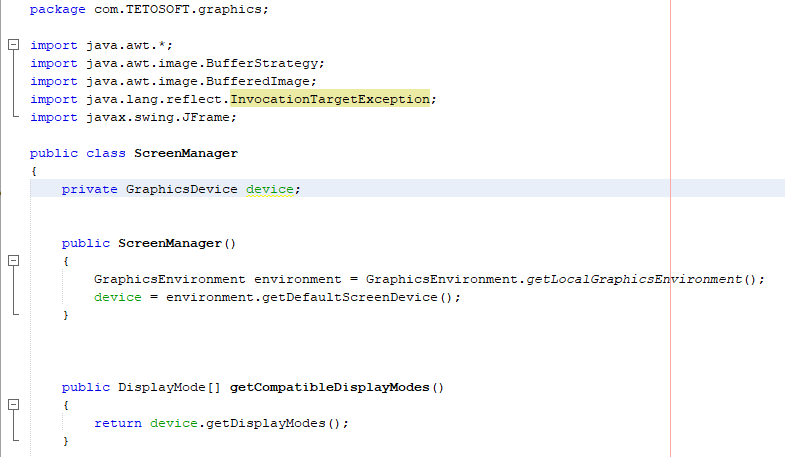 package com.TETOSOFT.graphics;
import java.awt.*;
import java.awt.image.BufferStrategy;
import java.awt.image.BufferedImage;
import java.lang.reflect.InvocationTargetException;
import javax.swing.JFrame;
public class ScreenManager
{
    private GraphicsDevice device;
    public ScreenManager()
    {
        GraphicsEnvironment environment = GraphicsEnvironment.getLocalGraphicsEnvironment();
        device = environment.getDefaultScreenDevice();
    }
    public DisplayMode[] getCompatibleDisplayModes()
    {
        return device.getDisplayModes();
    }